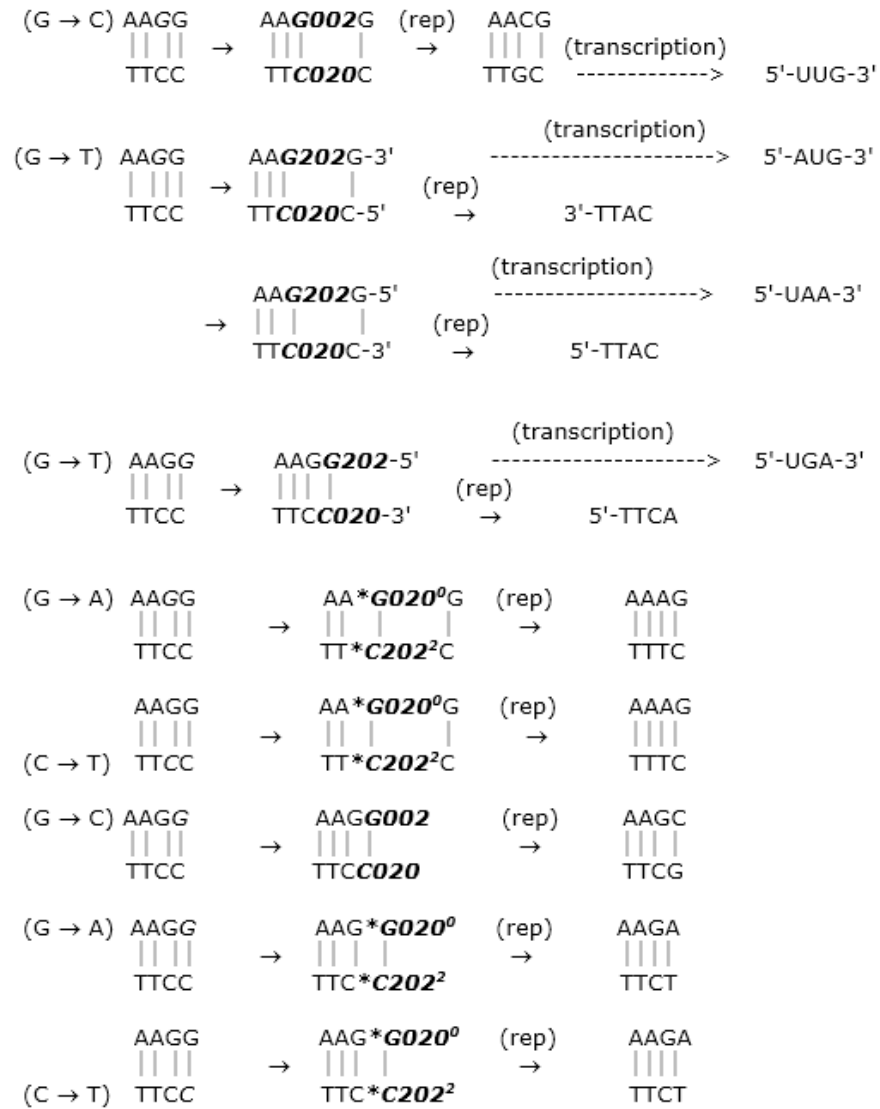 (G → C) AAGG AAG002G (rep) AACG
→ → (transcription)
TTCC TTC020C TTGC -------------> 5'-UUG-3'
(transcription)
(G → T) AAGG AAG202G-3' ----------------------> 5'-AUG-3'
→ (rep)
TTCC TTC020C-5' → 3'-TTAC
(transcription)
AAG202G-5' --------------------> 5'-UAA-3'
→ (rep)
TTC020C-3' → 5'-TTAC
(transcription)
(G → T) AAGG AAGG202-5' --------------------> 5'-UGA-3'
→ (rep)
TTCC TTCC020-3' → 5'-TTCA
(G → A) AAGG AA*G020⁰G (rep) AAAG
→ →
TTCC TT*C202²C TTTC
AAGG AA*G020⁰G (rep) AAAG
→ →
(C → T) TTCC TT*C202²C TTTC
(G → C) AAGG AAGG002 (rep) AAGC
→ →
TTCC TTCC020 TTCG
(G → A) AAGG AAG*G020⁰ (rep) AAGA
→ →
TTCC TTC*C202² TTCT
AAGG AAG*G020⁰ (rep) AAGA
→ →
(C → T) TTCC TTC*C202² TTCT